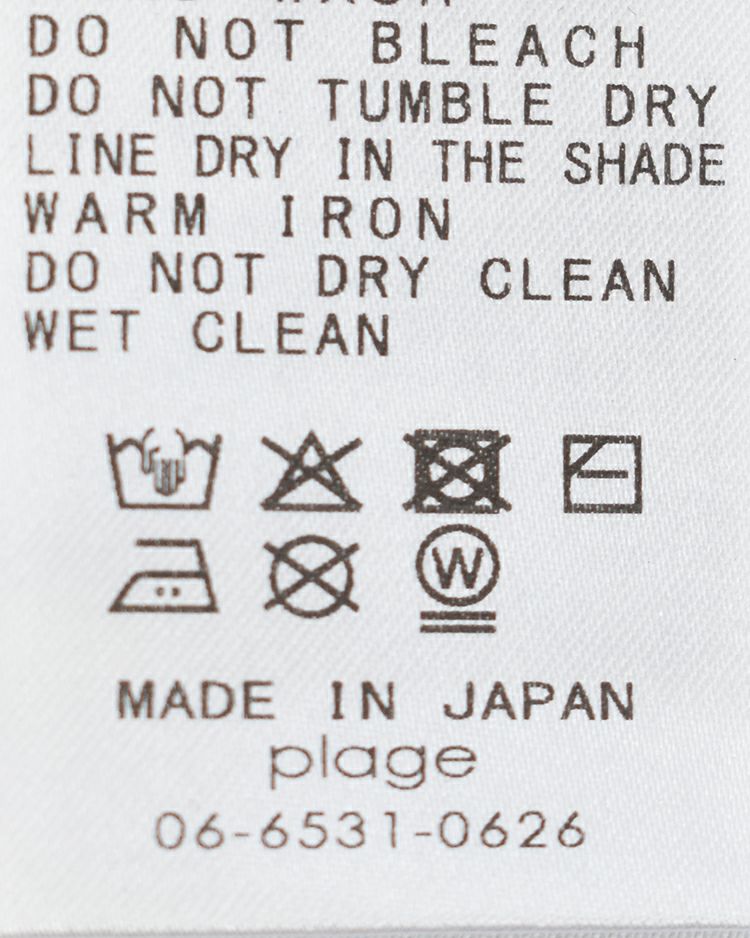 DO NOT BLEACH
DO NOT TUMBLE DRY
LINE DRY IN THE SHADE
WARM IRON
DO NOT DRY CLEAN
WET CLEAN
W
MADE IN JAPAN
plage
06-6531-0626